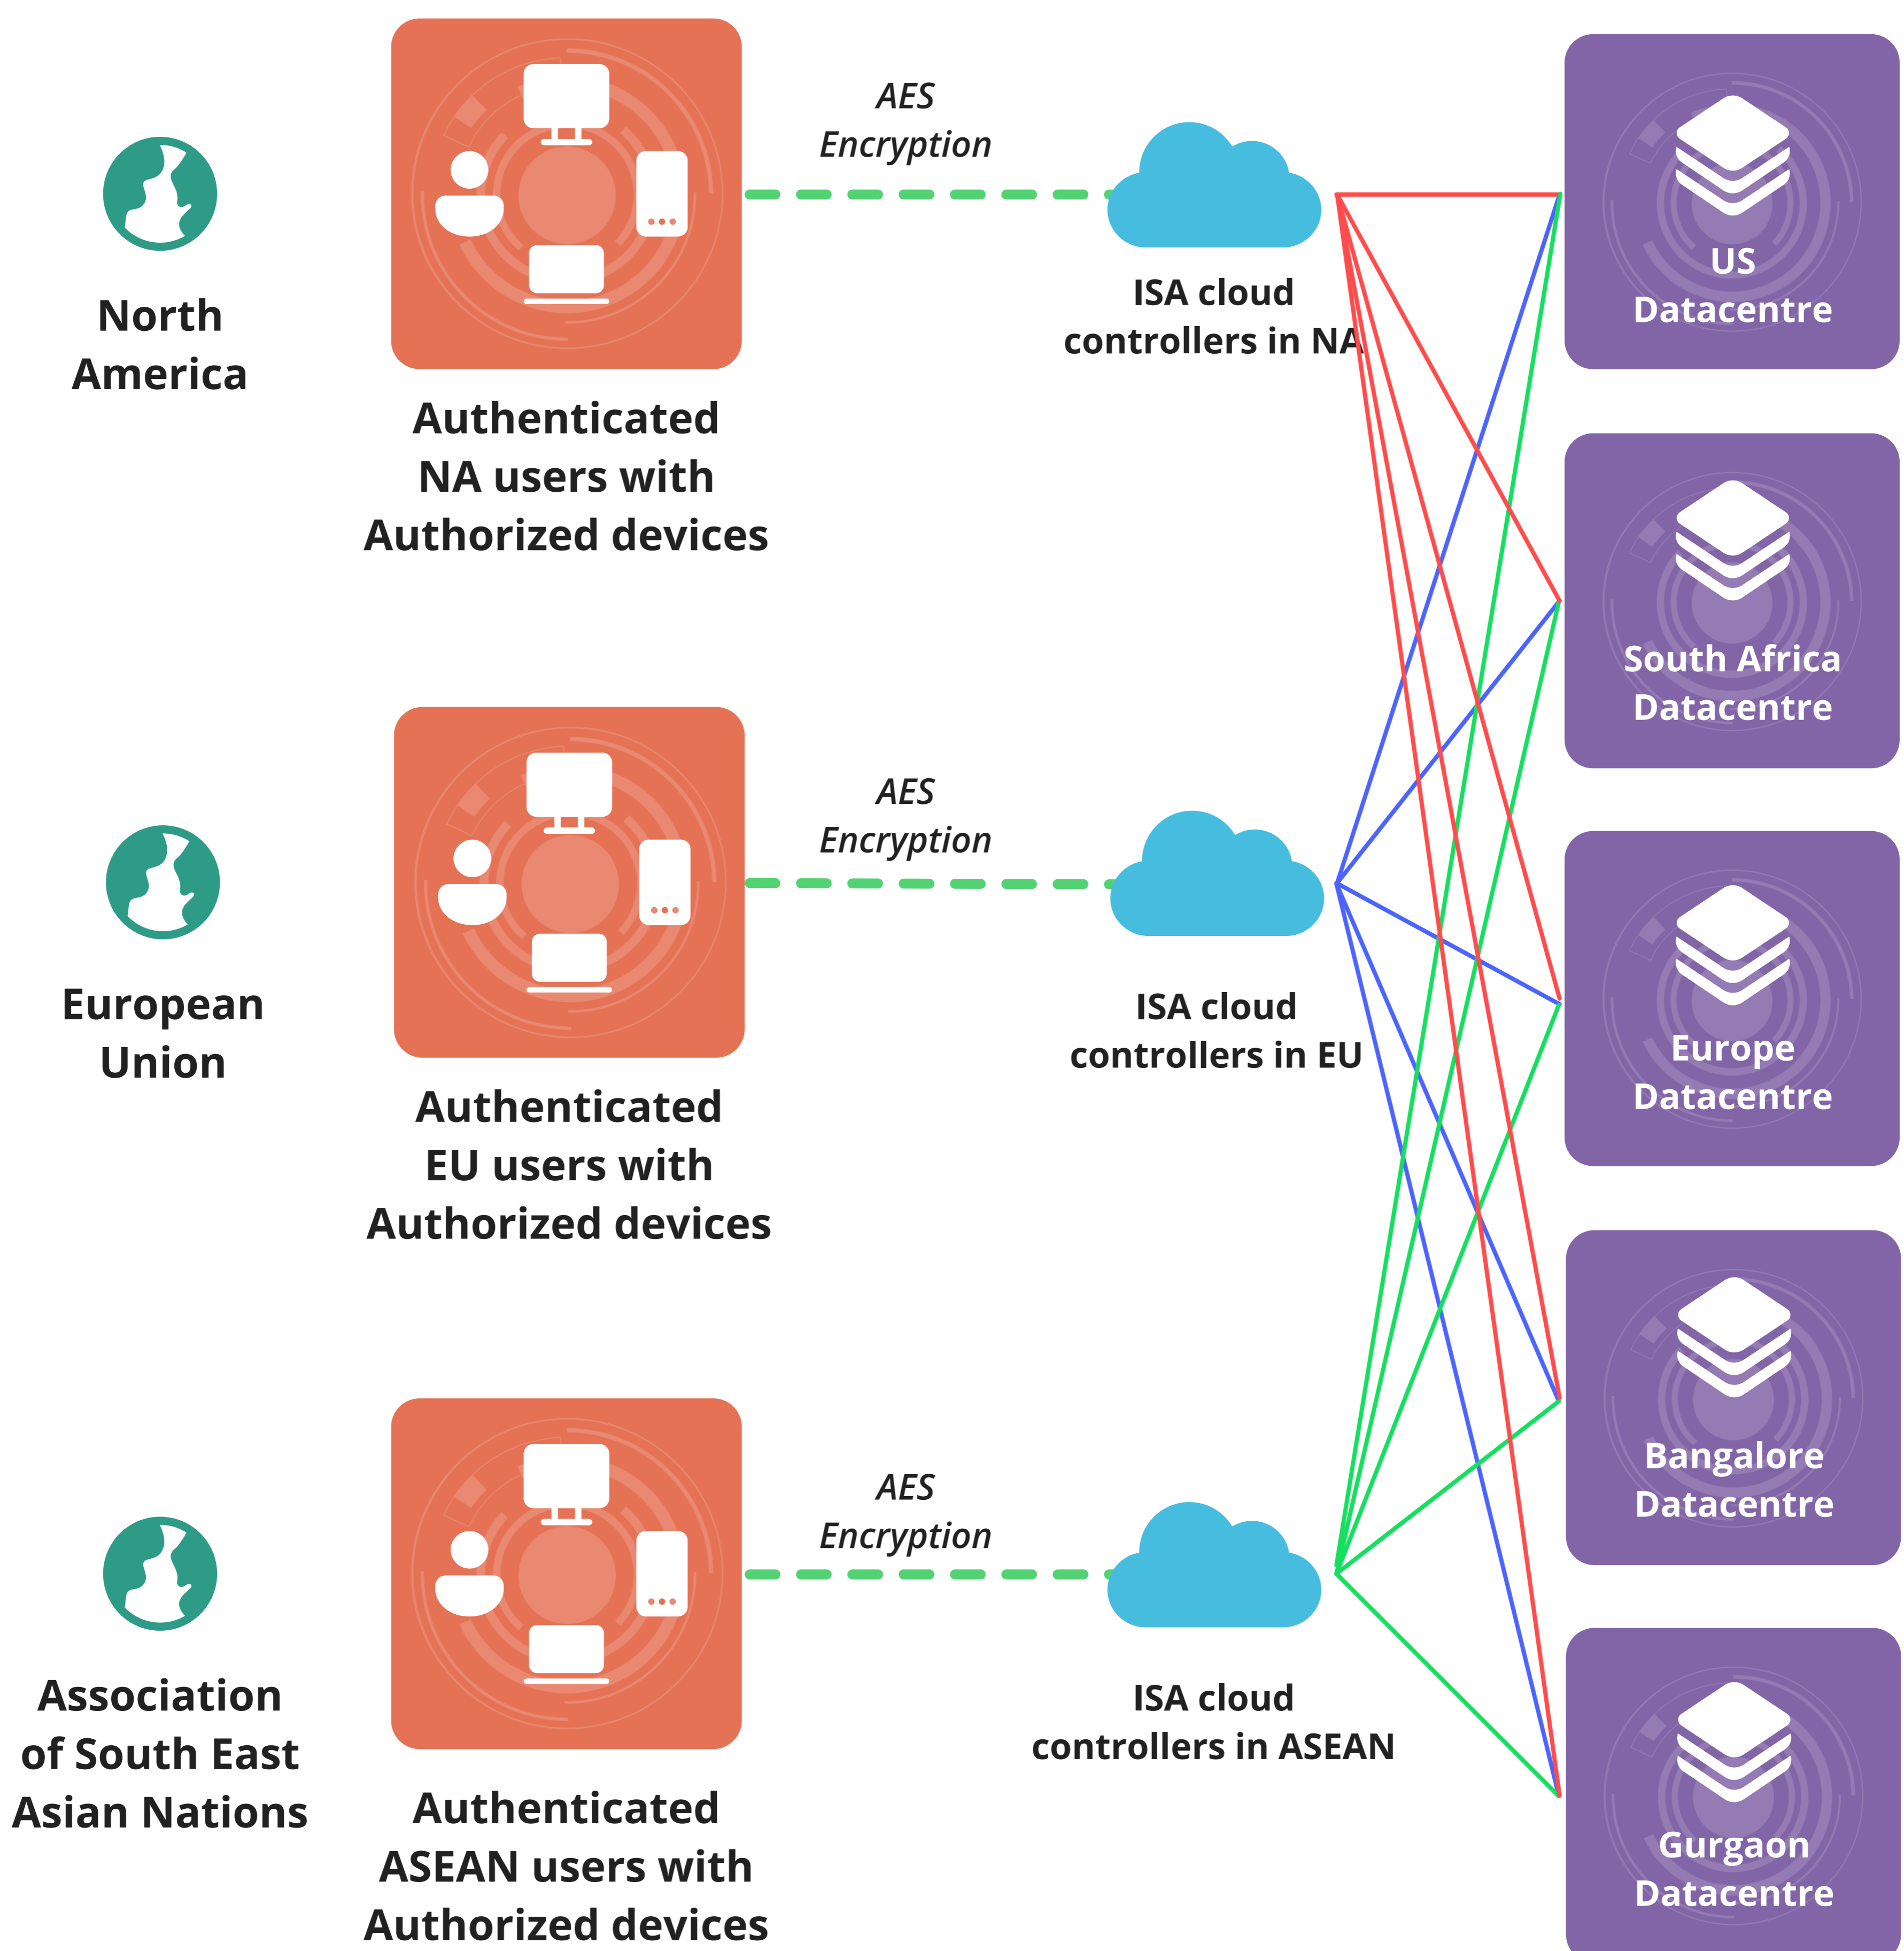 North
America
Authenticated
NA users with
Authorized devices
AES
Encryption
ISA cloud
controllers in NA
US
Datacentre
South Africa
Datacentre
European
Union
Authenticated
EU users with
Authorized devices
AES
Encryption
ISA cloud
controllers in EU
Europe
Datacentre
Bangalore
Datacentre
Association
of South East
Asian Nations
Authenticated
ASEAN users with
Authorized devices
AES
Encryption
ISA cloud
controllers in ASEAN
Gurgaon
Datacentre